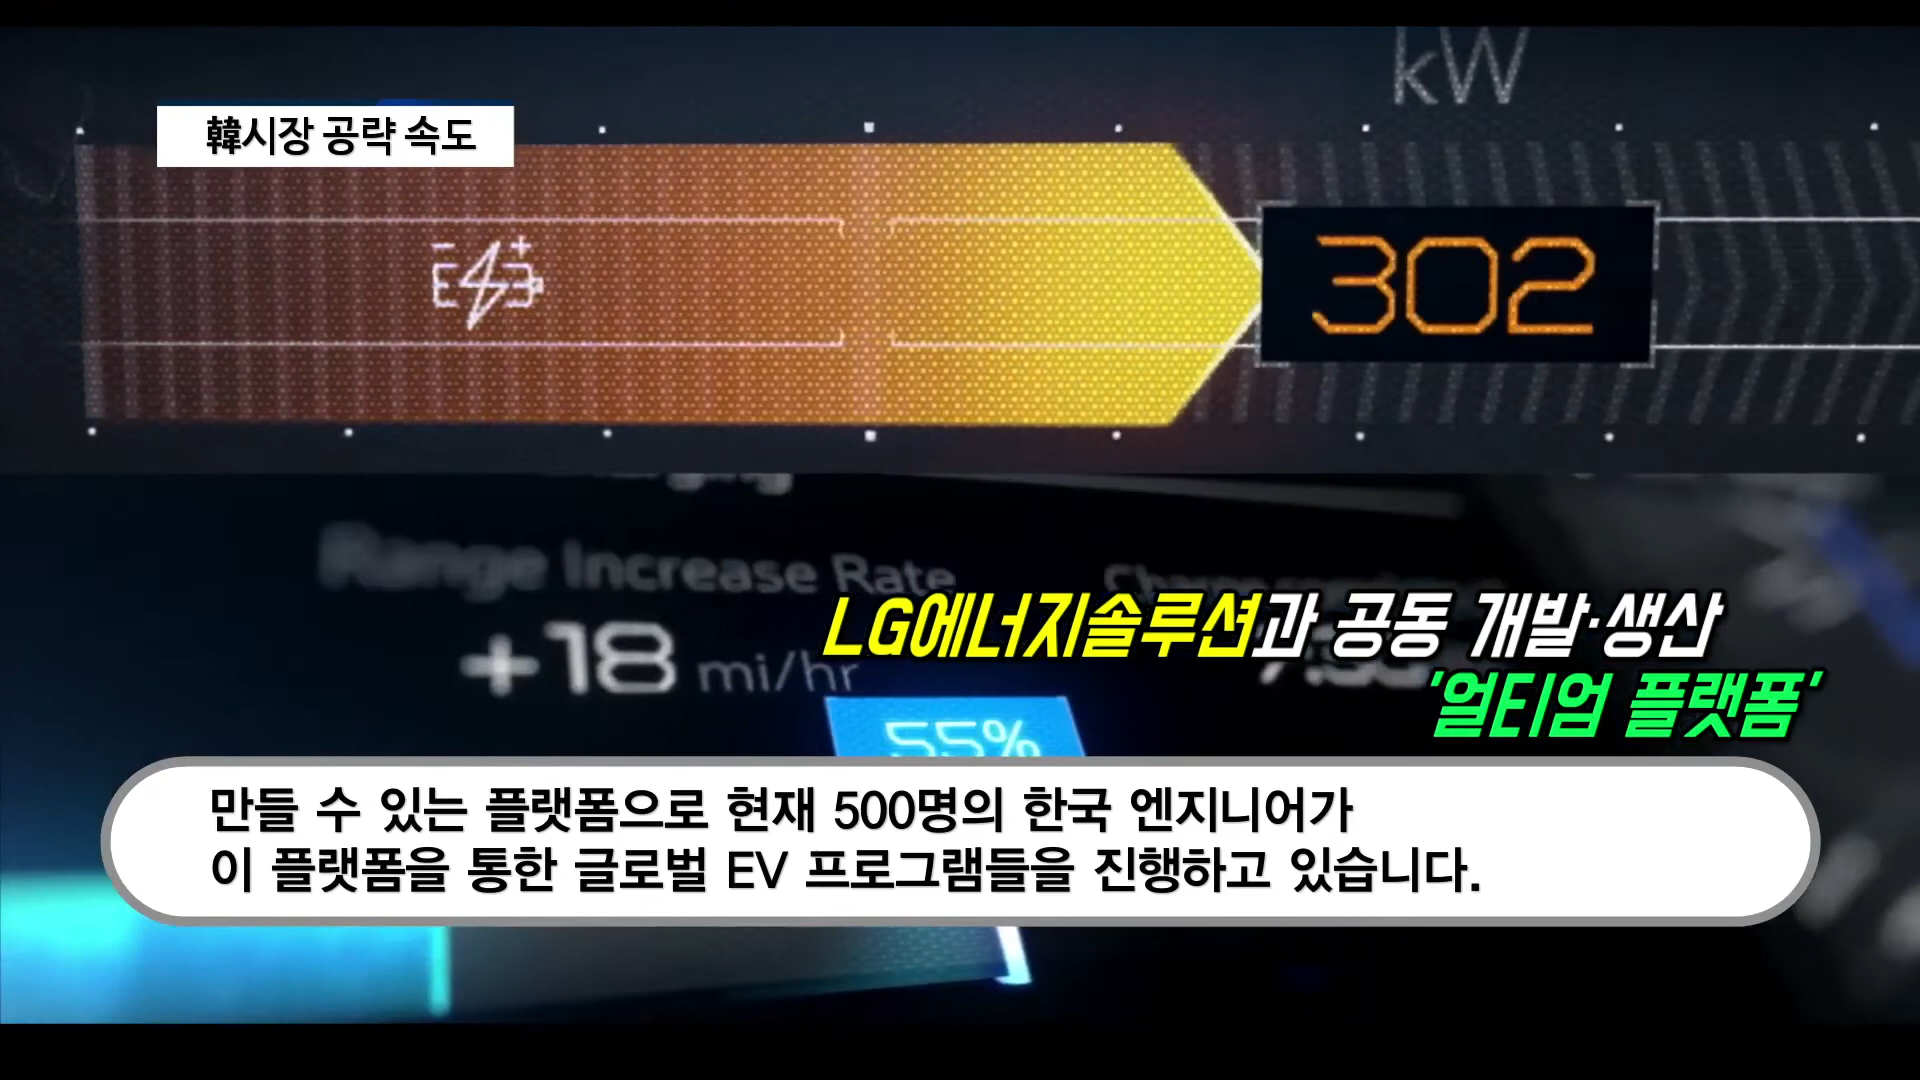 kW
韓시장 공략 속도
302
Range Increase Rate
+18 mi/hr
LG에너지솔루션과 공동 개발·생산
'얼티엄 플랫폼'
55%
만들 수 있는 플랫폼으로 현재 500명의 한국 엔지니어가
이 플랫폼을 통한 글로벌 EV 프로그램들을 진행하고 있습니다.